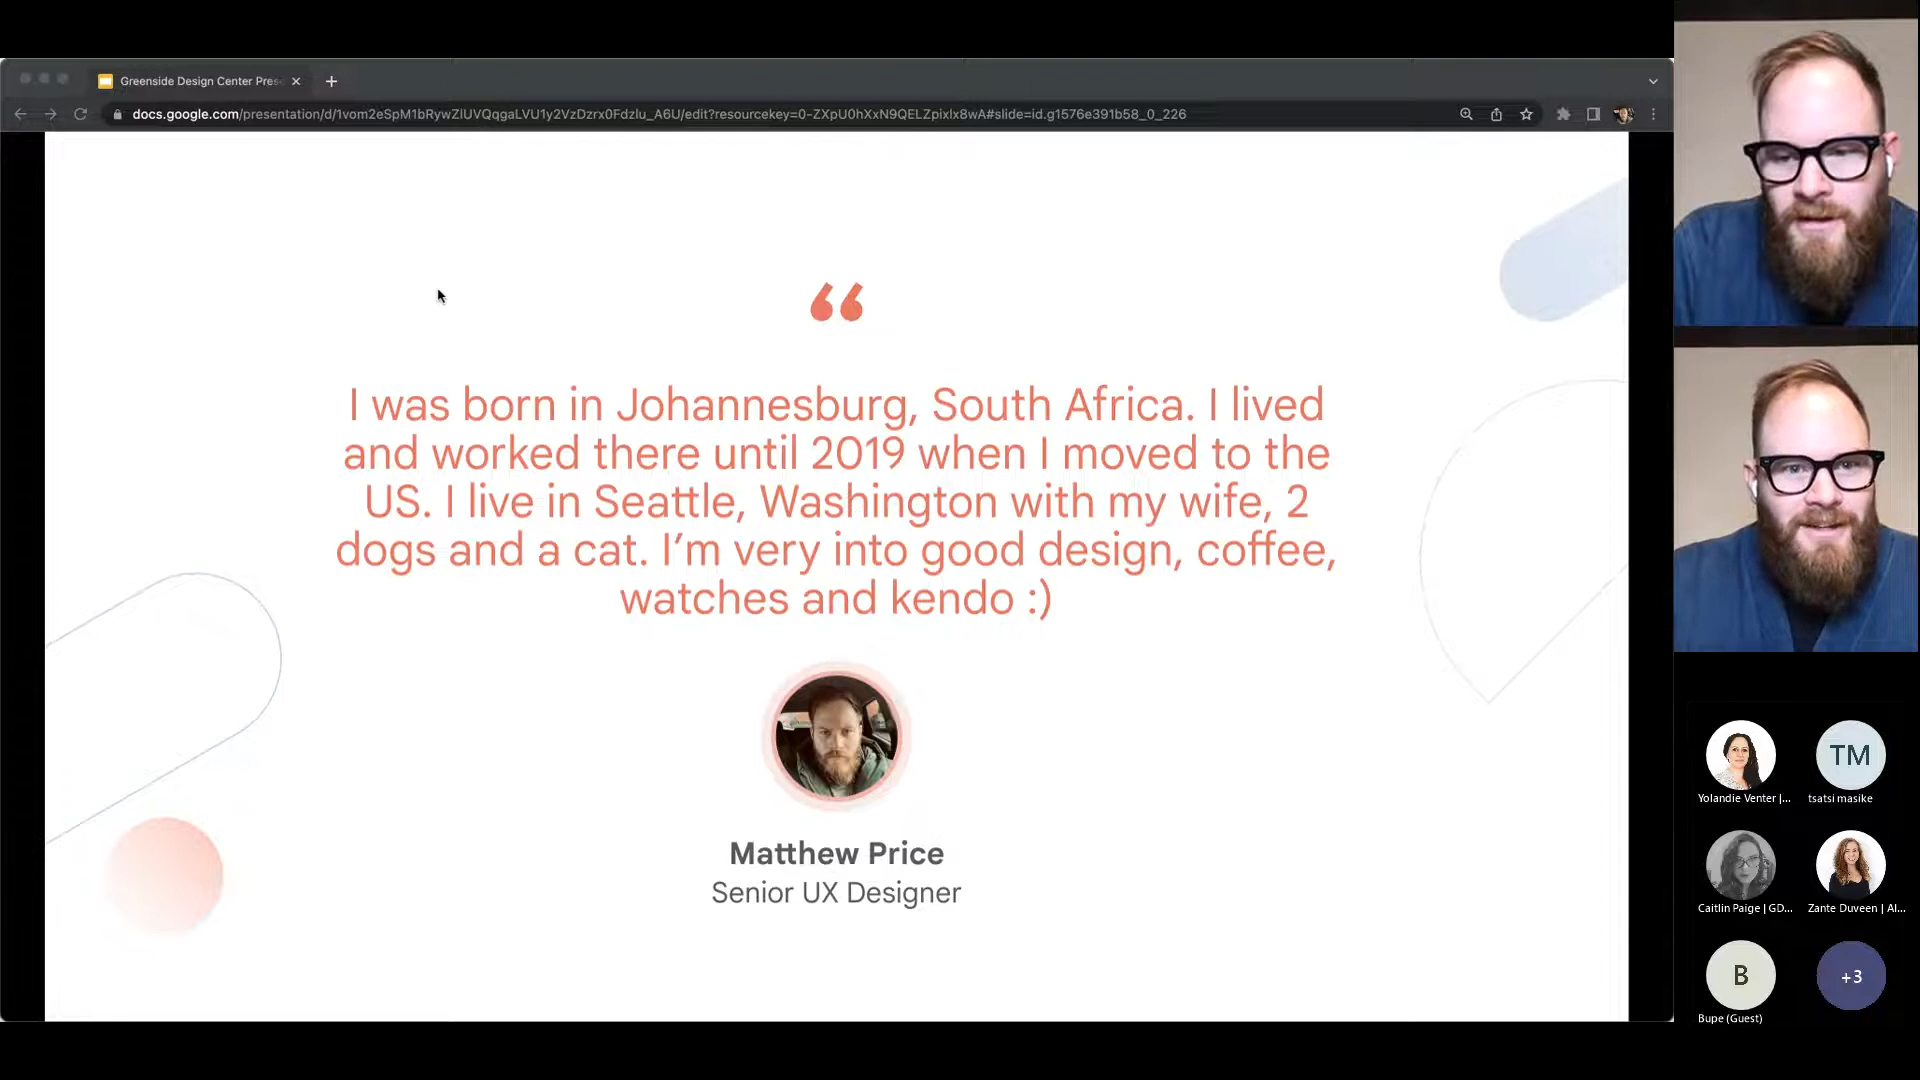 Greenside Design Center Pres
docs.google.com/presentation/d/1vom2eSpM1bRywZlUVQqgaLVU1y2VzDzrx0Fdzlu_A6U/edit?resourcekey=0-ZXpU0hXxN9QELZpixlx8wA#slide=id.g1576e391b58_0_226
“
I was born in Johannesburg, South Africa. I lived
and worked there until 2019 when I moved to the
US. I live in Seattle, Washington with my wife, 2
dogs and a cat. I’m very into good design, coffee,
watches and kendo :)
Matthew Price
Senior UX Designer
TM
Yolandie Venter |...
tsatsi masike
Caitlin Paige | GD...
Zante Duveen | AI...
B
+3
Bupe (Guest)